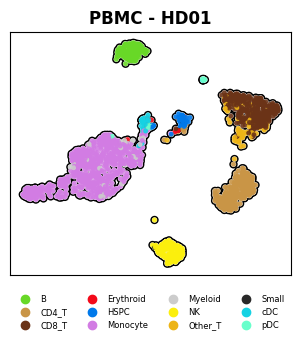 PBMC - HD01
B Erythroid Myeloid Small
CD4_T HSPC NK cDC
CD8_T Monocyte Other_T pDC